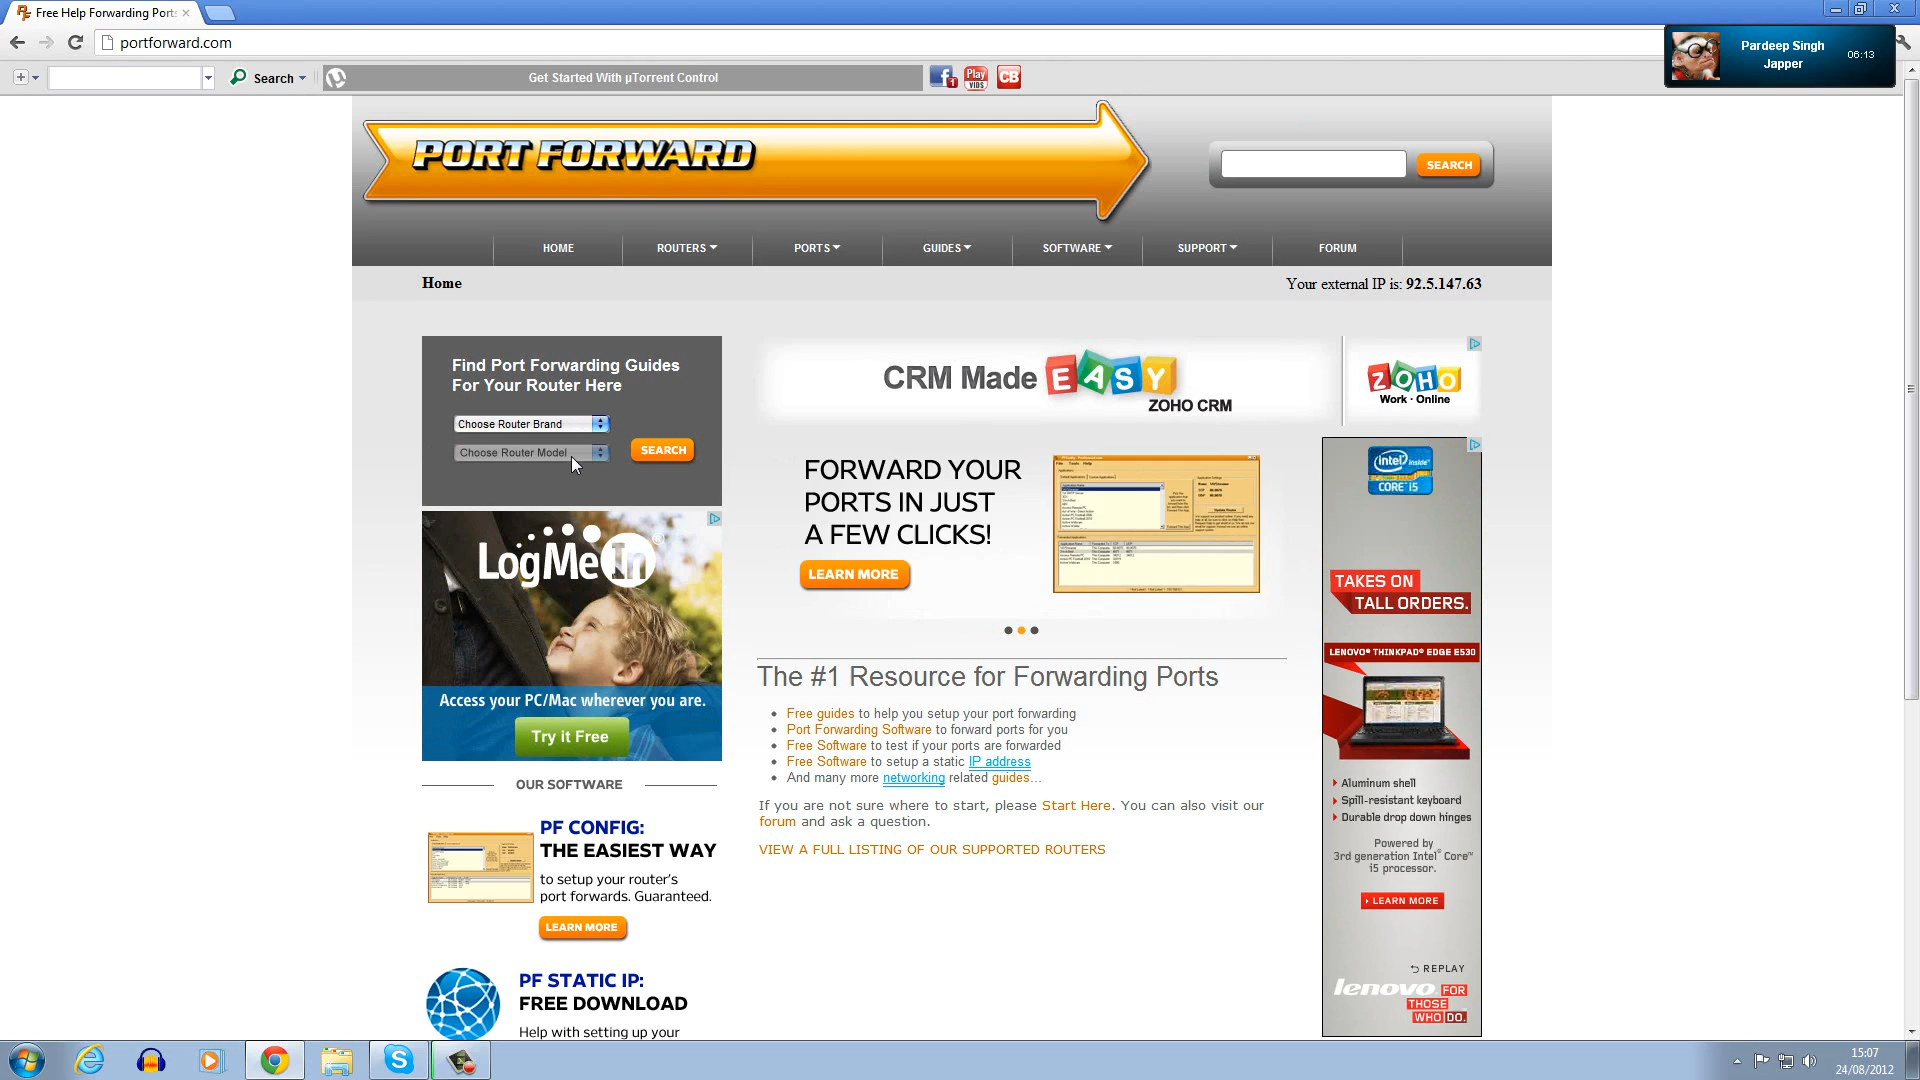 Free Help Forwarding Port
portforward.com
Pardeep Singh
Japper
06:13
Search
Get Started With µTorrent Control
1
Play
VIDS
CB
PORT FORWARD
SEARCH
HOME
ROUTERS
PORTS
GUIDES
SOFTWARE
SUPPORT
FORUM
Home
Your external IP is: 92.5.147.63
Find Port Forwarding Guides
For Your Router Here
Choose Router Brand
Choose Router Model
SEARCH
CRM Made EASY
ZOHO CRM
ZOHO
Work · Online
FORWARD YOUR
PORTS IN JUST
A FEW CLICKS!
LEARN MORE
LogMeIn®
Access your PC/Mac wherever you are.
Try it Free
The #1 Resource for Forwarding Ports
Free guides to help you setup your port forwarding
Port Forwarding Software to forward ports for you
Free Software to test if your ports are forwarded
Free Software to setup a static IP address
And many more networking related guides...
If you are not sure where to start, please Start Here. You can also visit our
forum and ask a question.
VIEW A FULL LISTING OF OUR SUPPORTED ROUTERS
OUR SOFTWARE
PF CONFIG:
THE EASIEST WAY
to setup your router's
port forwards. Guaranteed.
LEARN MORE
PF STATIC IP:
FREE DOWNLOAD
Help with setting up your
intel inside
CORE i5
TAKES ON
TALL ORDERS.
LENOVO® THINKPAD® EDGE E530
Aluminum shell
Spill-resistant keyboard
Durable drop down hinges
Powered by
3rd generation Intel® Core™
i5 processor.
LEARN MORE
REPLAY
lenovo FOR
THOSE
WHO DO.
15:07
24/08/2012